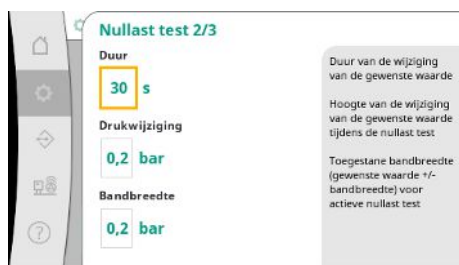 Nullast test 2/3
Duur
30 s
Drukwijziging
0,2 bar
Bandbreedte
0,2 bar
Duur van de wijziging
van de gewenste waarde
Hoogte van de wijziging
van de gewenste waarde
tijdens de nullast test
Toegestane bandbreedte
(gewenste waarde +/-
bandbreedte) voor
actieve nullast test
?